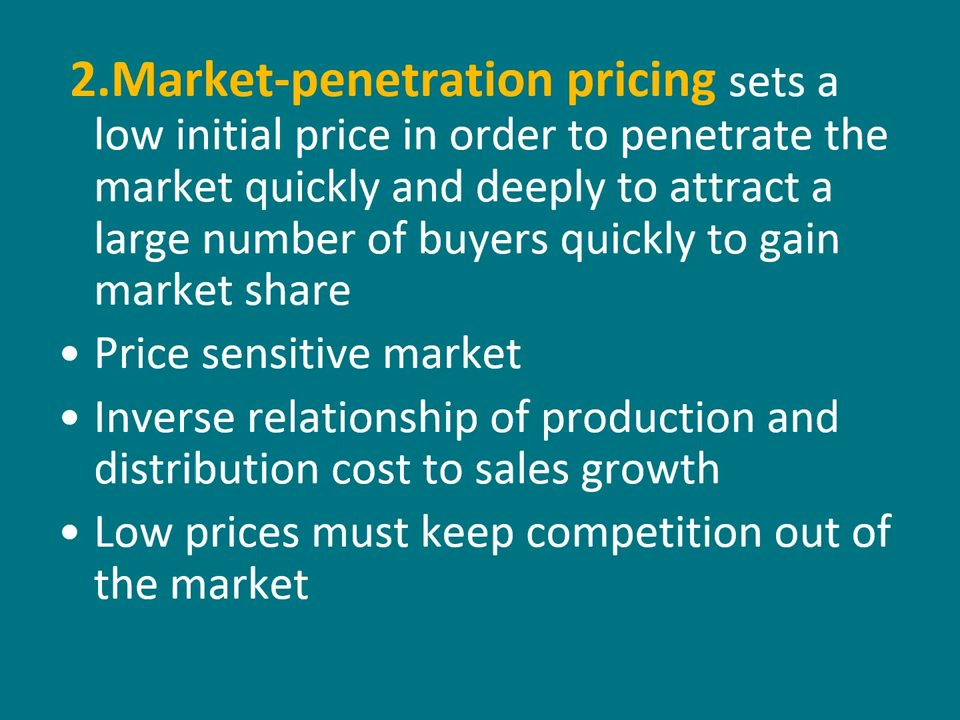 2.Market-penetration pricing sets a
low initial price in order to penetrate the
market quickly and deeply to attract a
large number of buyers quickly to gain
market share
• Price sensitive market
• Inverse relationship of production and
distribution cost to sales growth
• Low prices must keep competition out of
the market